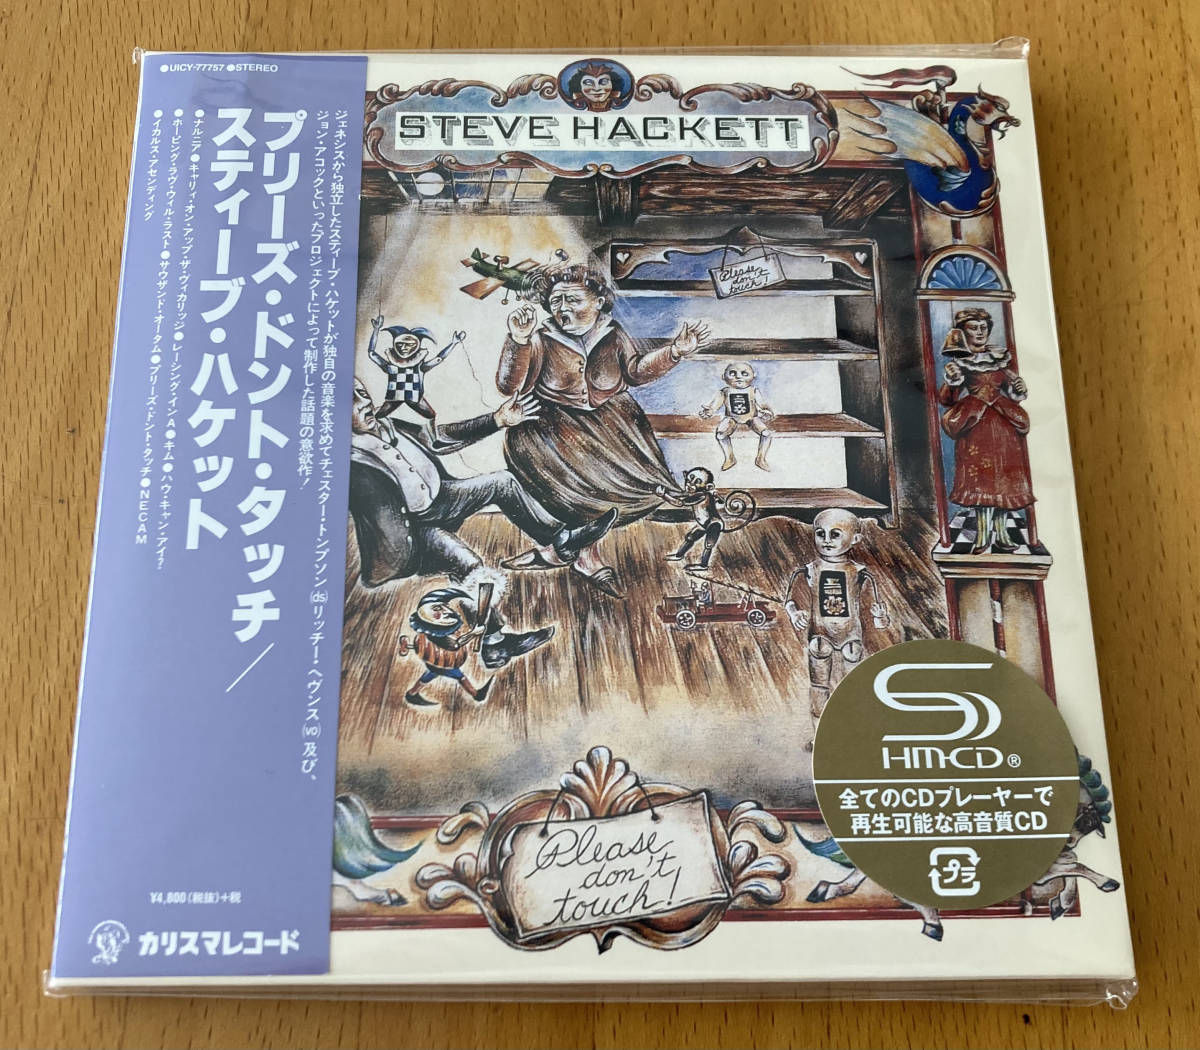 ●UICY-77757 ●STEREO
プリーズ・ドント・タッチ／
スティーブ・ハケット
ジェネシスから独立したスティーブ・ハケットが独自の音楽を求めてチェスター・トンプソン(ds)リッチー・ヘヴンス(vo)及び、
ジョン・アコックといったプロジェクトによって制作した話題の意欲作！
●ナルニア●キャリィ・オン・アップ・ザ・ヴィカリッジ●レーシング・イン A●キム●ハウ・キャン・アイ？
●ホーピング・ラヴ・ウィル・ラスト●サウザンド・オータム●プリーズ・ドント・タッチ●NECAM
●イカルス・アセンディング
¥4,800(税抜)+税
カリスマレコード
STEVE HACKETT
Please
don't
touch!
Please
don't
touch!
SHM-CD®
全てのCDプレーヤーで
再生可能な高音質CD
プラ